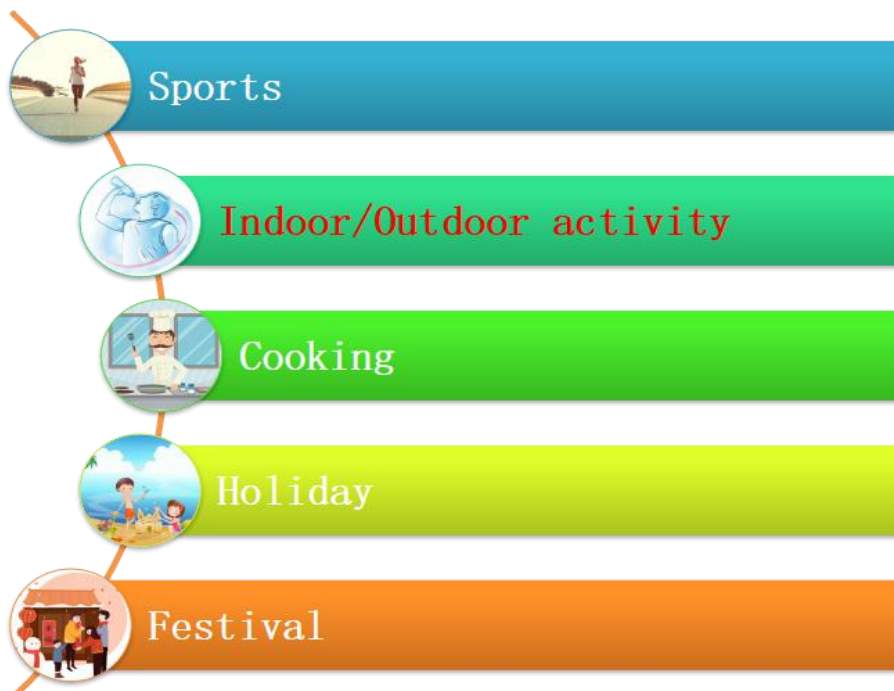 Sports
Indoor/Outdoor activity
Cooking
Holiday
Festival